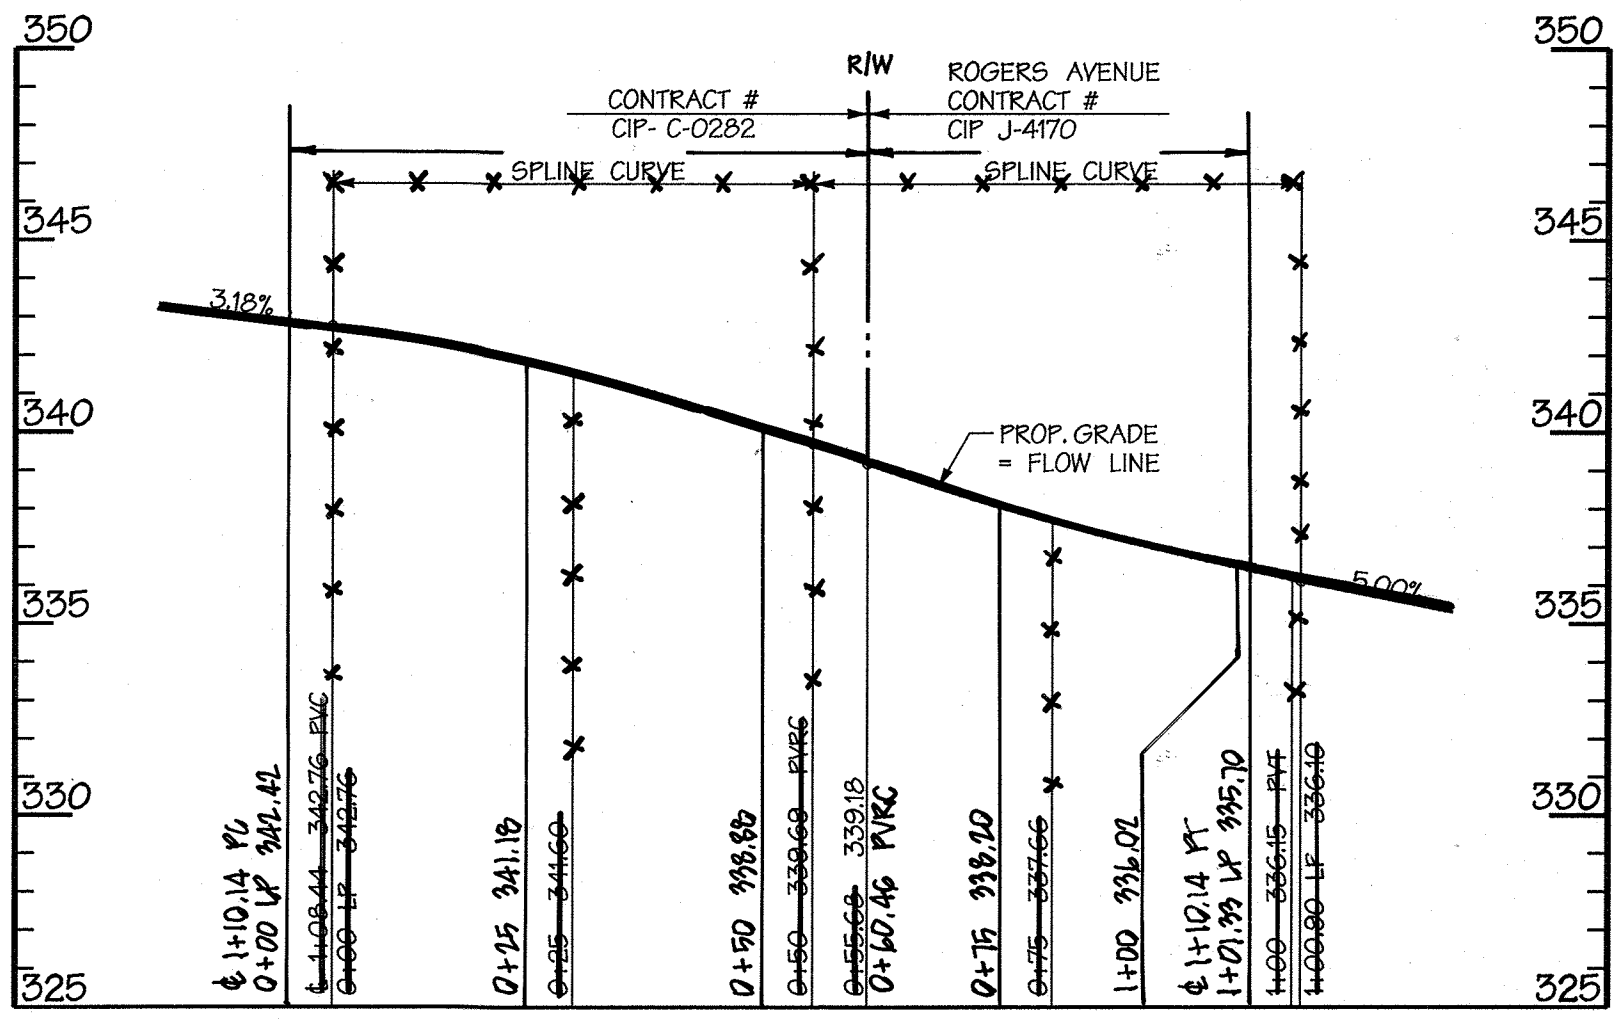 350
350
R/W
CONTRACT #
CIP- C-0282
ROGERS AVENUE
CONTRACT #
CIP J-4170
SPLINE CURVE
SPLINE CURVE
345
345
3.18%
340
340
PROP. GRADE
= FLOW LINE
335
335
5.00%
330
330
325
325
℄ 1+10.14 PC
0+00 LP 342.42
℄ 1+08.44 342.76 PVC
0+00 LP 342.76
0+25 341.18
0+25 341.60
0+50 338.88
0+50 339.69 PVRC
0+55.68 339.18
0+60.46 PVRC
0+75 338.20
0+75 337.66
1+00 336.02
℄ 1+10.14 PT
1+01.33 LP 335.70
1+00 336.15 PVT
1+00.90 LP 336.10